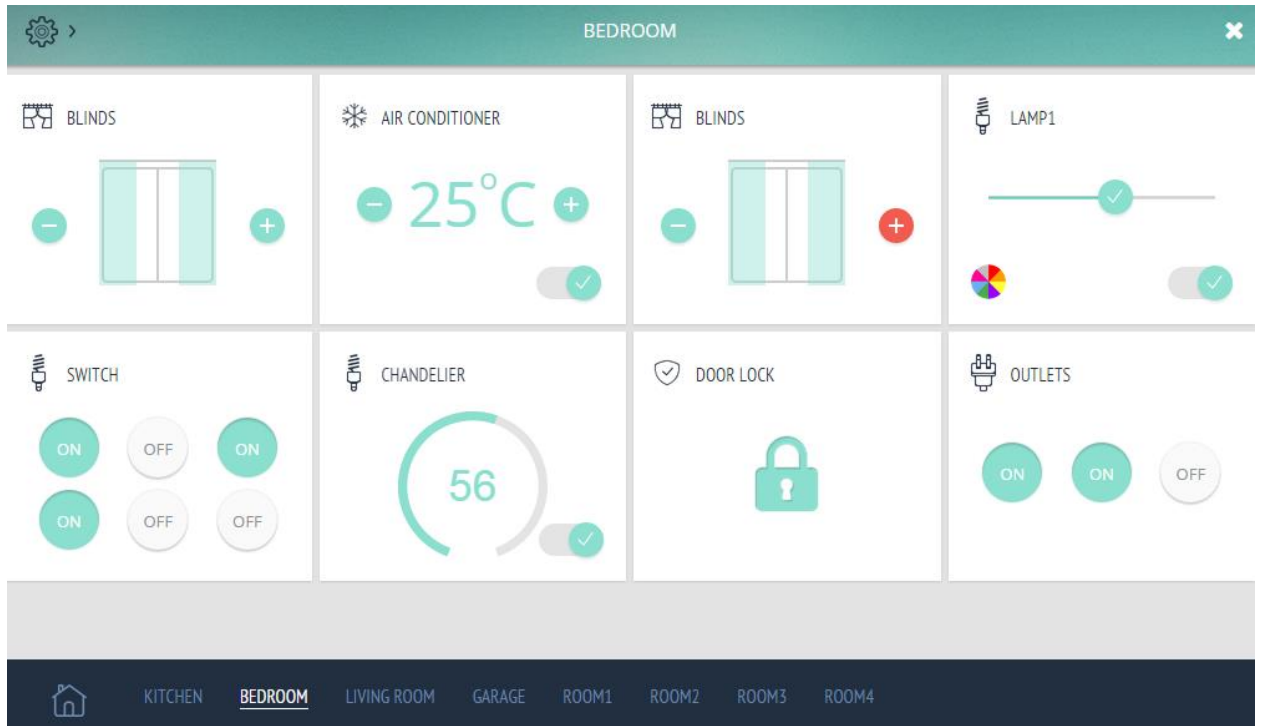 BEDROOM
BLINDS
AIR CONDITIONER
BLINDS
LAMP1
25°C
SWITCH
CHANDELIER
DOOR LOCK
OUTLETS
ON OFF ON
ON OFF OFF
56
ON ON OFF
KITCHEN BEDROOM LIVING ROOM GARAGE ROOM1 ROOM2 ROOM3 ROOM4